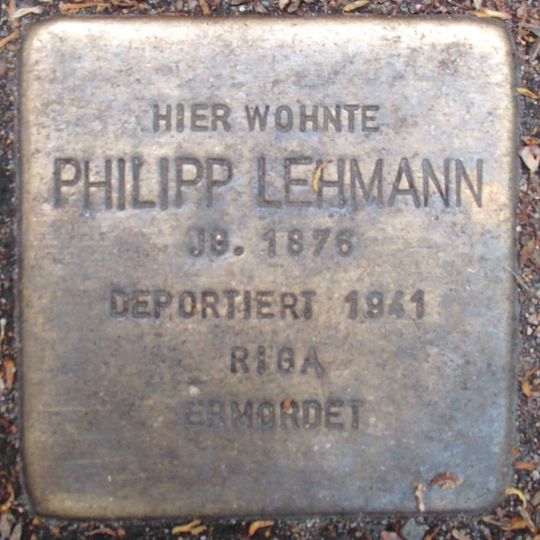 HIER WOHNTE
PHILIPP LEHMANN
JG. 1876
DEPORTIERT 1941
RIGA
ERMORDET